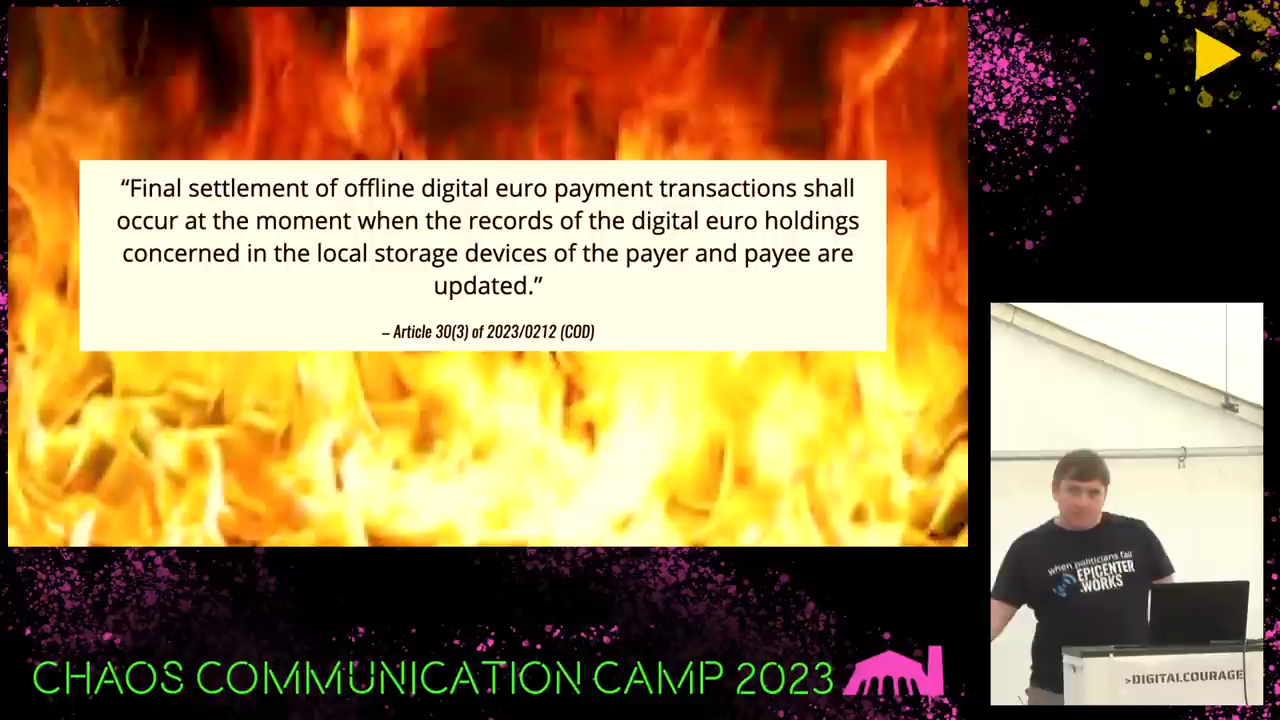 “Final settlement of offline digital euro payment transactions shall
occur at the moment when the records of the digital euro holdings
concerned in the local storage devices of the payer and payee are
updated.”
– Article 30(3) of 2023/0212 (COD)
when politicians fail
EPICENTER
.WORKS
>DIGITALCOURAGE
CHAOS COMMUNICATION CAMP 2023